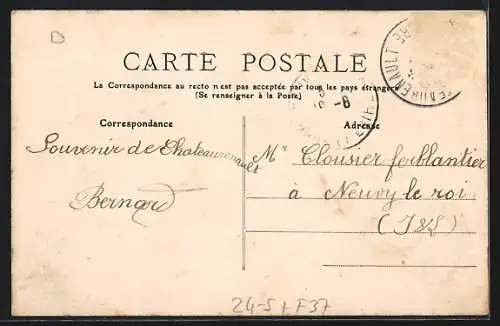 D
CARTE POSTALE
La Correspondance au recto n'est pas acceptée par tous les pays étrangers
(Se renseigner à la Poste)
Correspondance
Adresse
Souvenir de Chateaurenault
Bernard
Mr Clousier ferblantier
à Neuvy le roi
(I&L)
24-5 + F37